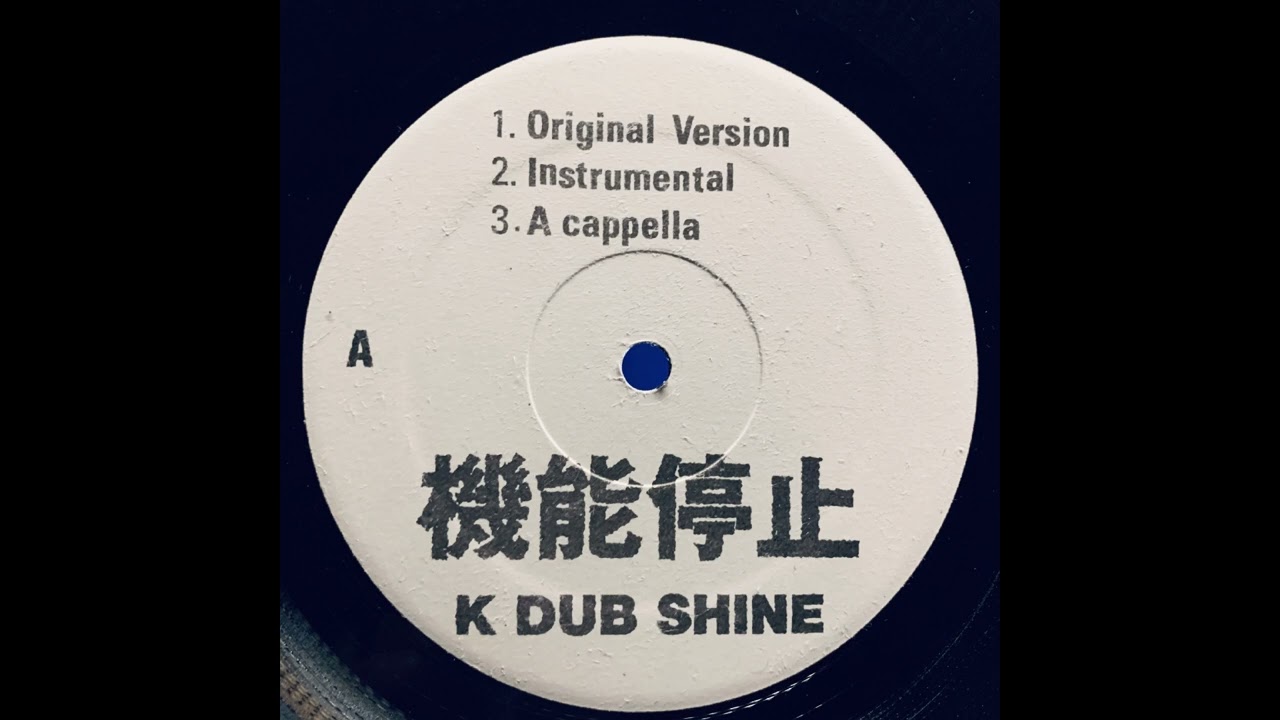 1. Original Version
2. Instrumental
3. A cappella
A
機能停止
K DUB SHINE